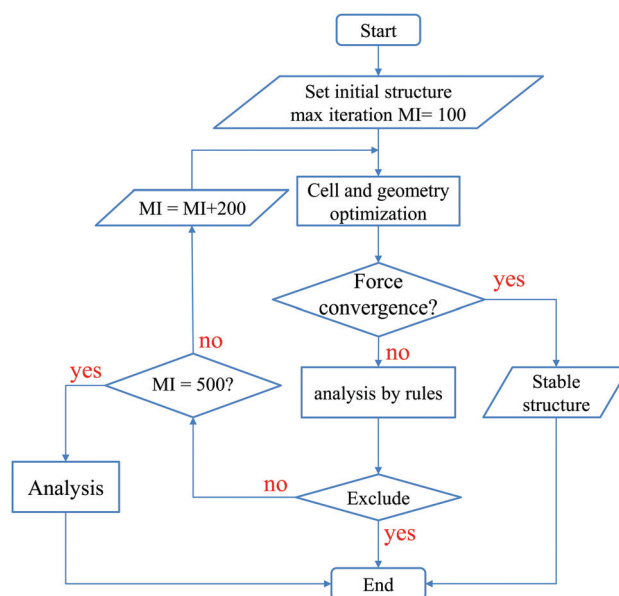 Start
Set initial structure
max iteration MI= 100
MI = MI+200
Cell and geometry
optimization
Force
convergence?
yes
no
no
yes
MI = 500?
analysis by rules
Stable
structure
Analysis
no
Exclude
yes
End